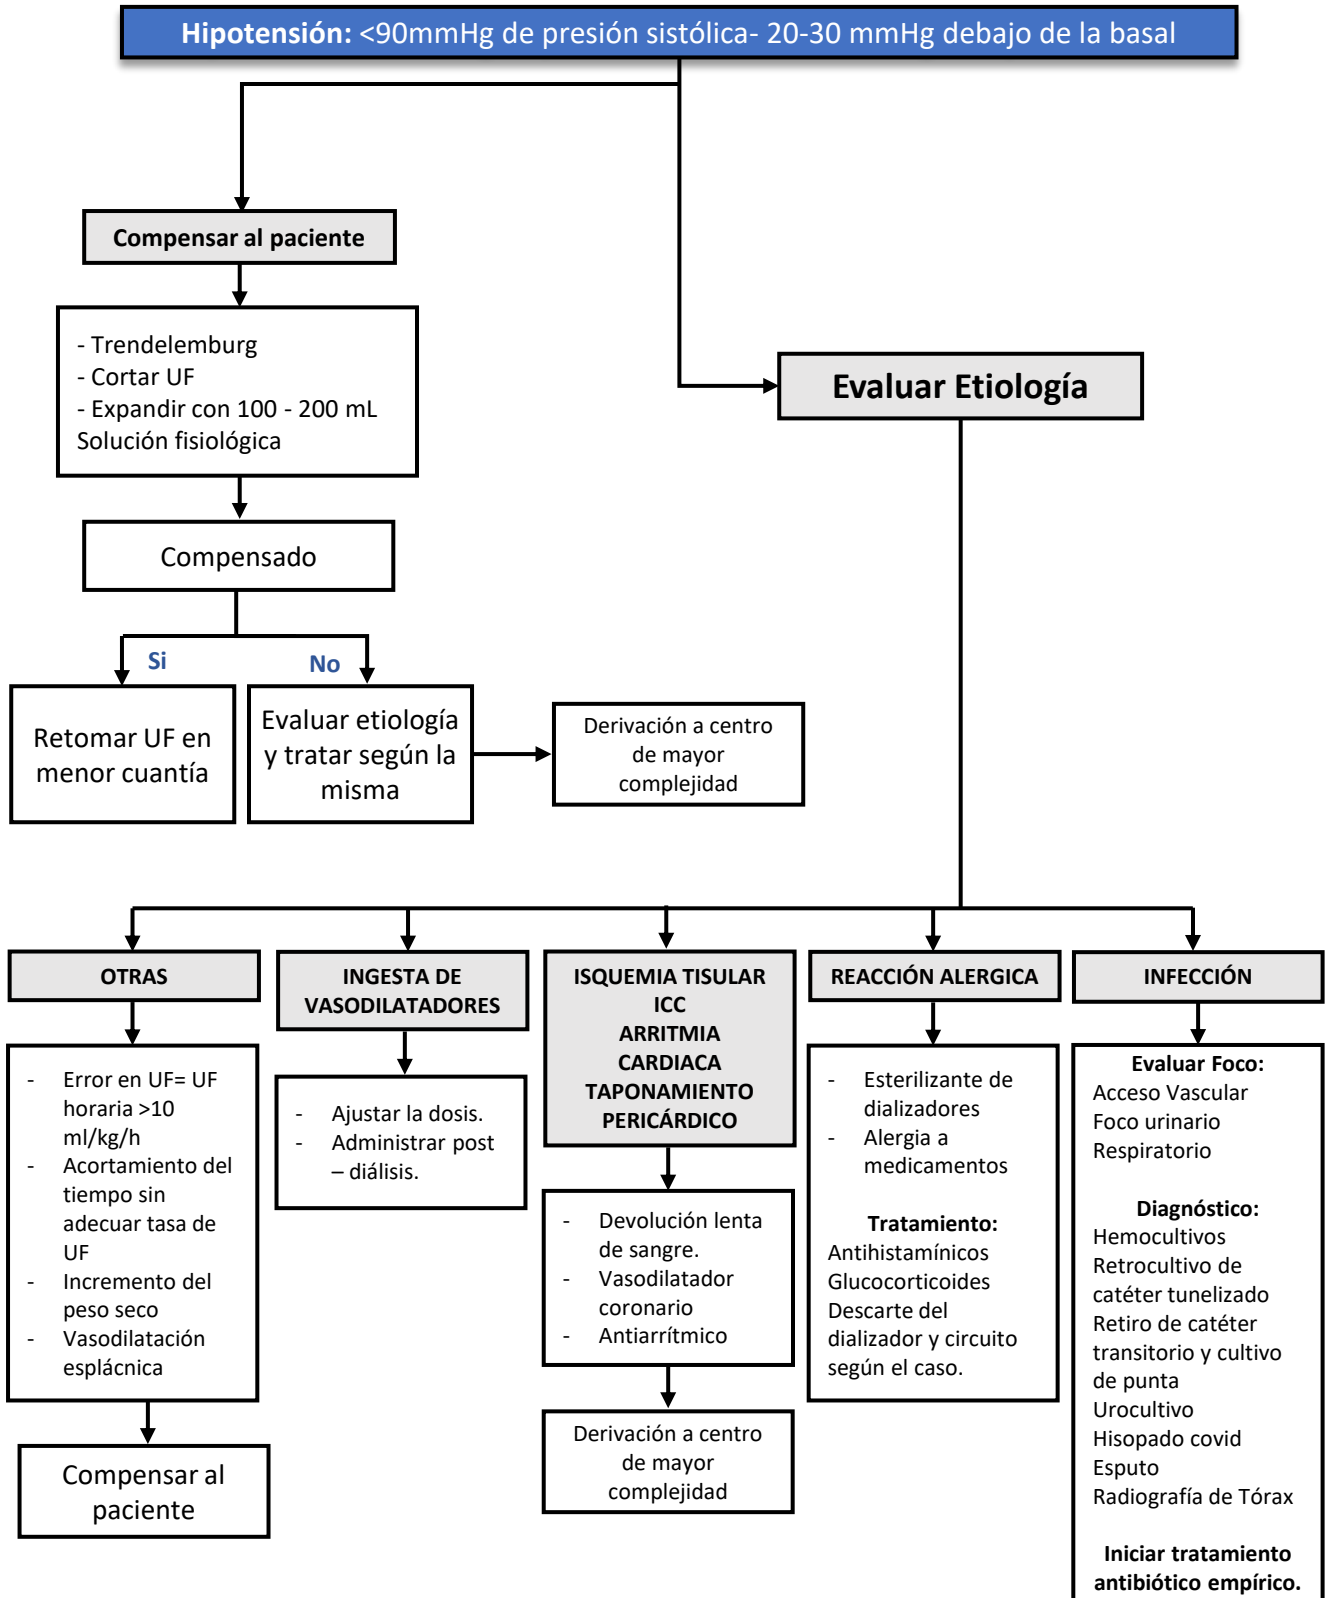 Hipotensión: <90mmHg de presión sistólica- 20-30 mmHg debajo de la basal
Compensar al paciente
- Trendelemburg
- Cortar UF
- Expandir con 100 - 200 mL
Solución fisiológica
Evaluar Etiología
Compensado
Si
No
Retomar UF en
menor cuantía
Evaluar etiología
y tratar según la
misma
Derivación a centro
de mayor
complejidad
OTRAS
- Error en UF= UF
horaria >10
ml/kg/h
- Acortamiento del
tiempo sin
adecuar tasa de
UF
- Incremento del
peso seco
- Vasodilatación
esplácnica
Compensar al
paciente
INGESTA DE
VASODILATADORES
- Ajustar la dosis.
- Administrar post
– diálisis.
ISQUEMIA TISULAR
ICC
ARRITMIA
CARDIACA
TAPONAMIENTO
PERICÁRDICO
- Devolución lenta
de sangre.
- Vasodilatador
coronario
- Antiarrítmico
Derivación a centro
de mayor
complejidad
REACCIÓN ALERGICA
- Esterilizante de
dializadores
- Alergia a
medicamentos
Tratamiento:
Antihistamínicos
Glucocorticoides
Descarte del
dializador y circuito
según el caso.
INFECCIÓN
Evaluar Foco:
Acceso Vascular
Foco urinario
Respiratorio
Diagnóstico:
Hemocultivos
Retrocultivo de
catéter tunelizado
Retiro de catéter
transitorio y cultivo
de punta
Urocultivo
Hisopado covid
Esputo
Radiografía de Tórax
Iniciar tratamiento
antibiótico empírico.